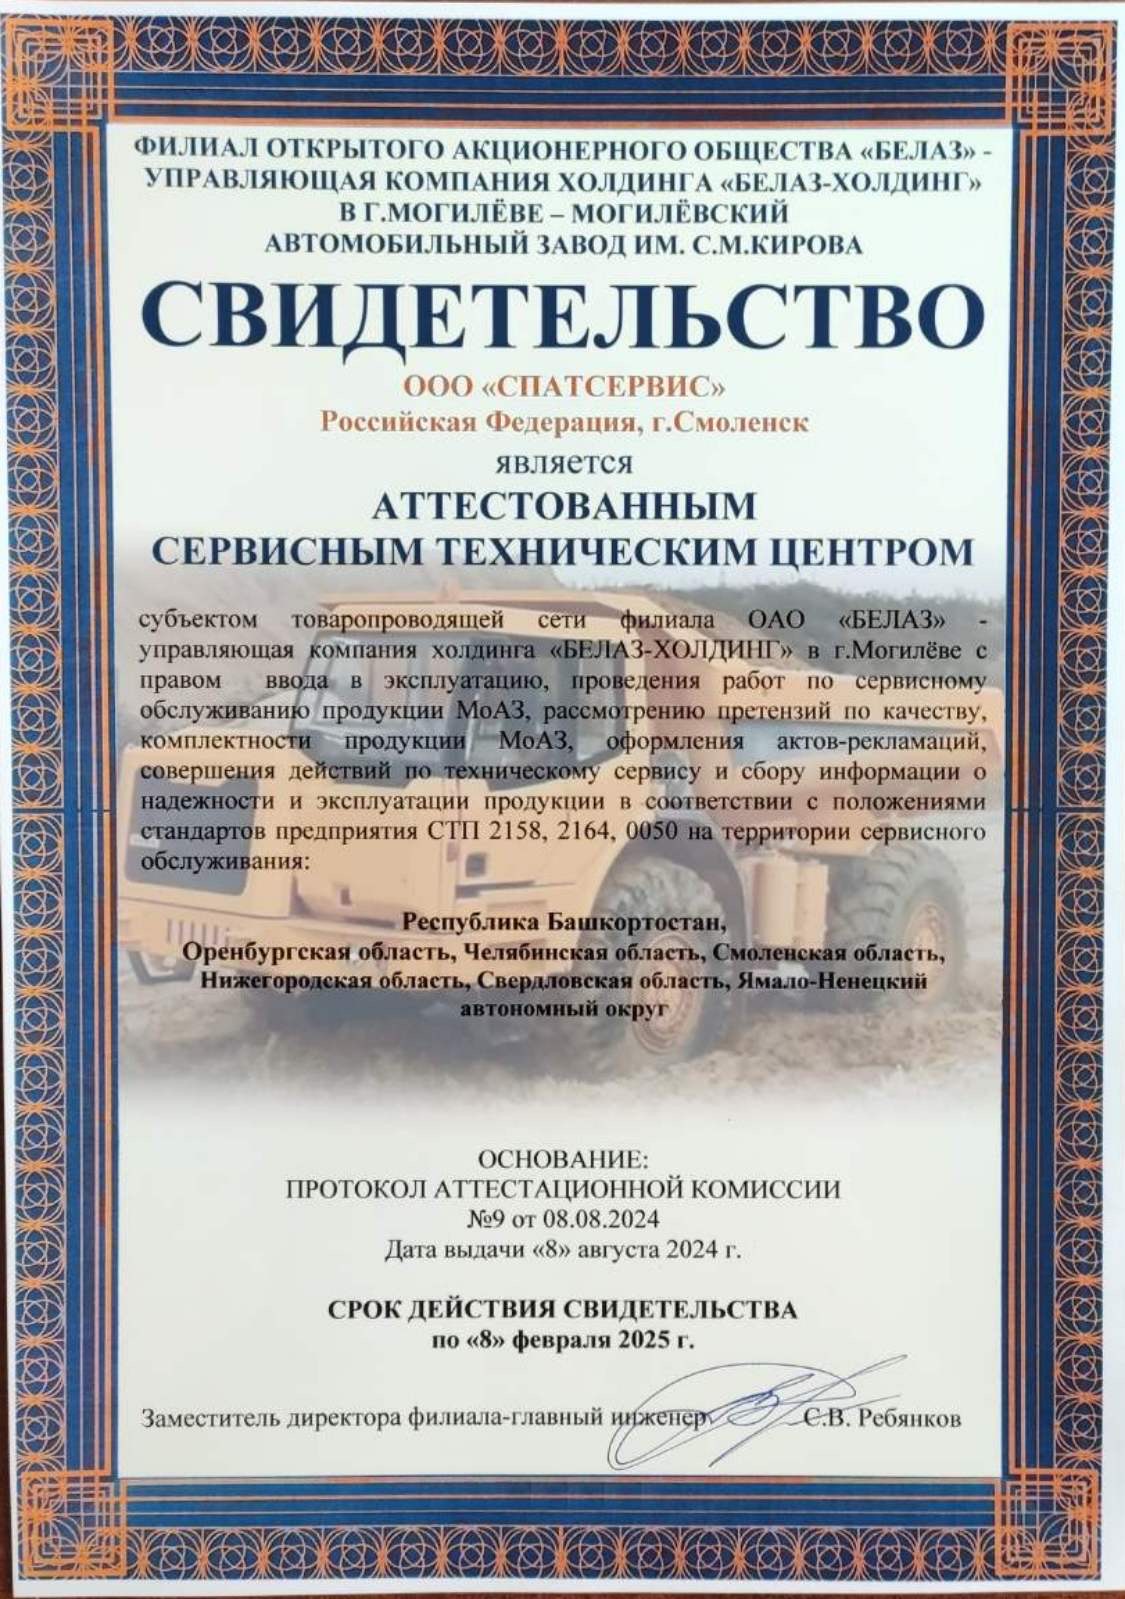 ФИЛИАЛ ОТКРЫТОГО АКЦИОНЕРНОГО ОБЩЕСТВА «БЕЛАЗ» -
УПРАВЛЯЮЩАЯ КОМПАНИЯ ХОЛДИНГА «БЕЛАЗ-ХОЛДИНГ»
В Г.МОГИЛЁВЕ – МОГИЛЁВСКИЙ
АВТОМОБИЛЬНЫЙ ЗАВОД ИМ. С.М.КИРОВА
СВИДЕТЕЛЬСТВО
ООО «СПАТСЕРВИС»
Российская Федерация, г.Смоленск
является
АТТЕСТОВАННЫМ
СЕРВИСНЫМ ТЕХНИЧЕСКИМ ЦЕНТРОМ
субъектом товаропроводящей сети филиала ОАО «БЕЛАЗ» -
управляющая компания холдинга «БЕЛАЗ-ХОЛДИНГ» в г.Могилёве с
правом ввода в эксплуатацию, проведения работ по сервисному
обслуживанию продукции МоАЗ, рассмотрению претензий по качеству,
комплектности продукции МоАЗ, оформления актов-рекламаций,
совершения действий по техническому сервису и сбору информации о
надежности и эксплуатации продукции в соответствии с положениями
стандартов предприятия СТП 2158, 2164, 0050 на территории сервисного
обслуживания:
Республика Башкортостан,
Оренбургская область, Челябинская область, Смоленская область,
Нижегородская область, Свердловская область, Ямало-Ненецкий
автономный округ
ОСНОВАНИЕ:
ПРОТОКОЛ АТТЕСТАЦИОННОЙ КОМИССИИ
№9 от 08.08.2024
Дата выдачи «8» августа 2024 г.
СРОК ДЕЙСТВИЯ СВИДЕТЕЛЬСТВА
по «8» февраля 2025 г.
Заместитель директора филиала-главный инженер С.В. Ребянков